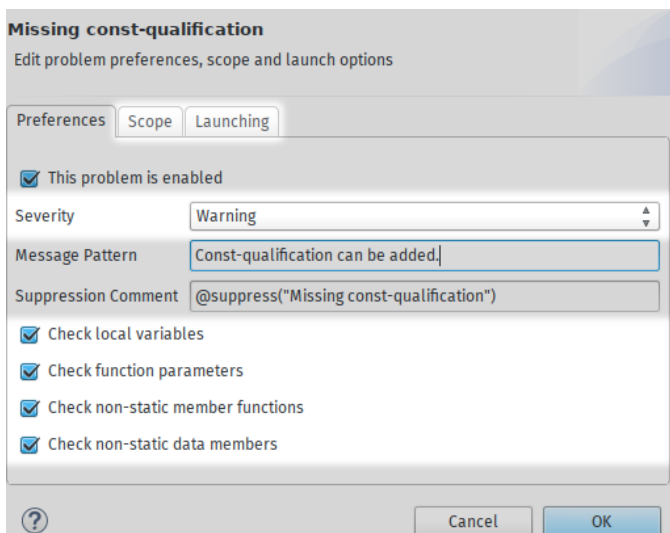 Missing const-qualification
Edit problem preferences, scope and launch options
Preferences Scope Launching
This problem is enabled
Severity Warning
Message Pattern Const-qualification can be added.
Suppression Comment @suppress("Missing const-qualification")
Check local variables
Check function parameters
Check non-static member functions
Check non-static data members
? Cancel OK